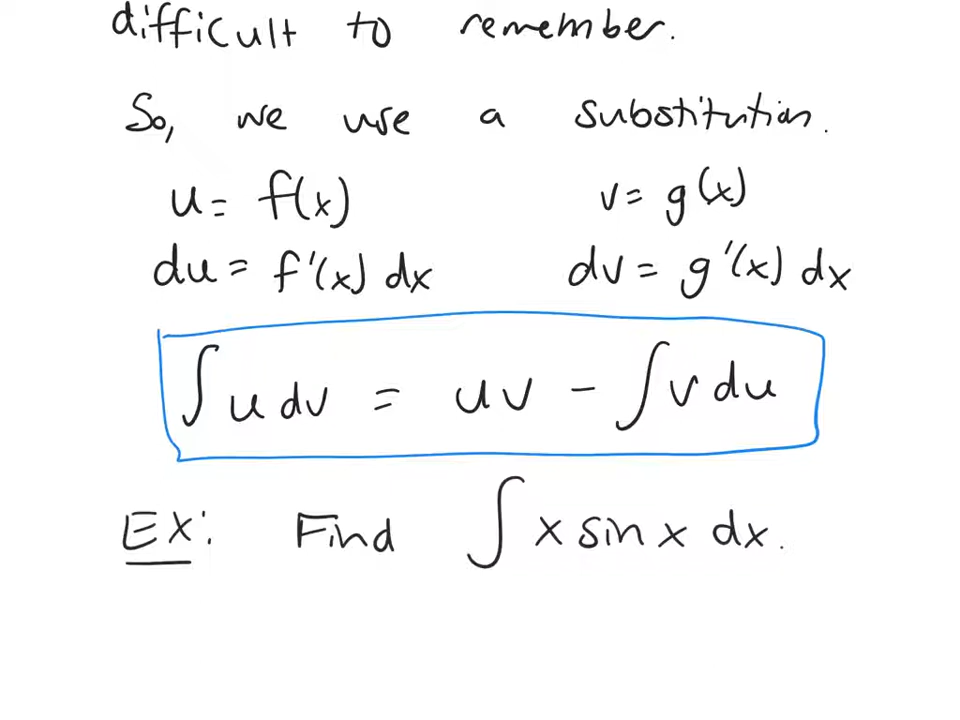 difficult to remember.
So, we use a substitution.
u = f(x) v = g(x)
du = f'(x) dx dv = g'(x) dx
∫ u dv = uv - ∫ v du
EX: Find ∫ x sin x dx.